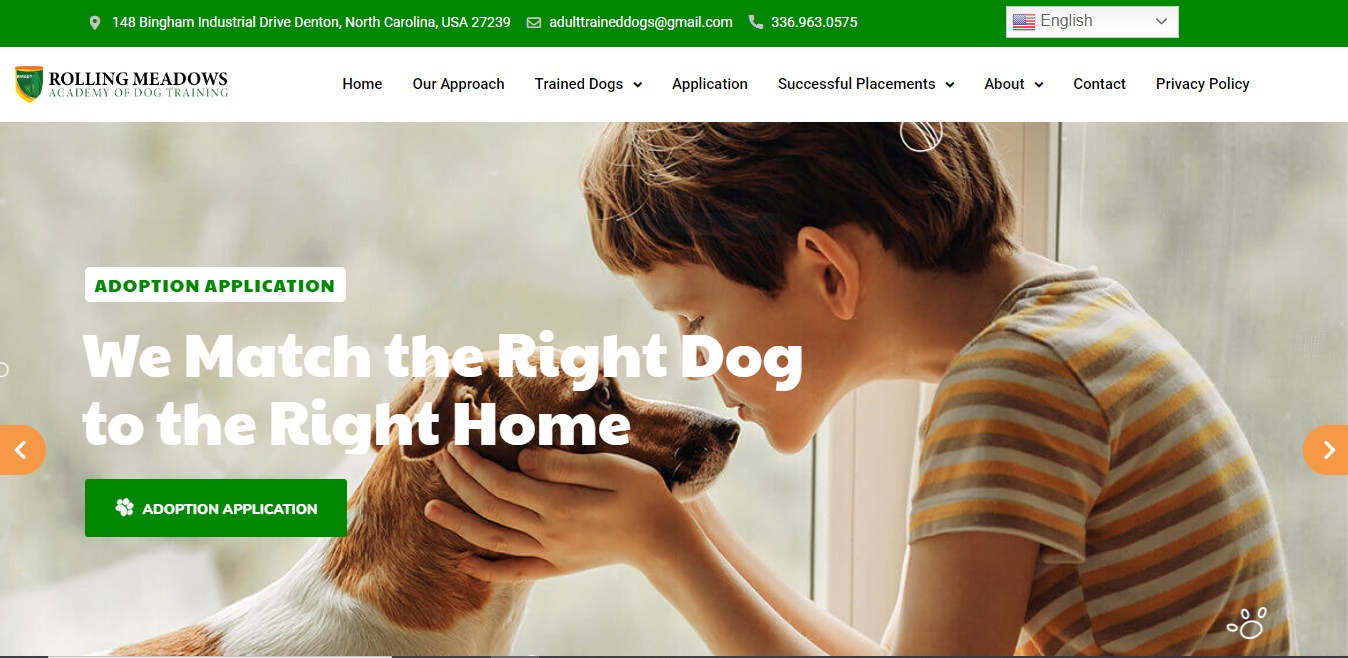 148 Bingham Industrial Drive Denton, North Carolina, USA 27239 adulttraineddogs@gmail.com 336.963.0575 English
ROLLING MEADOWS
ACADEMY OF DOG TRAINING
Home Our Approach Trained Dogs Application Successful Placements About Contact Privacy Policy
ADOPTION APPLICATION
We Match the Right Dog
to the Right Home
ADOPTION APPLICATION